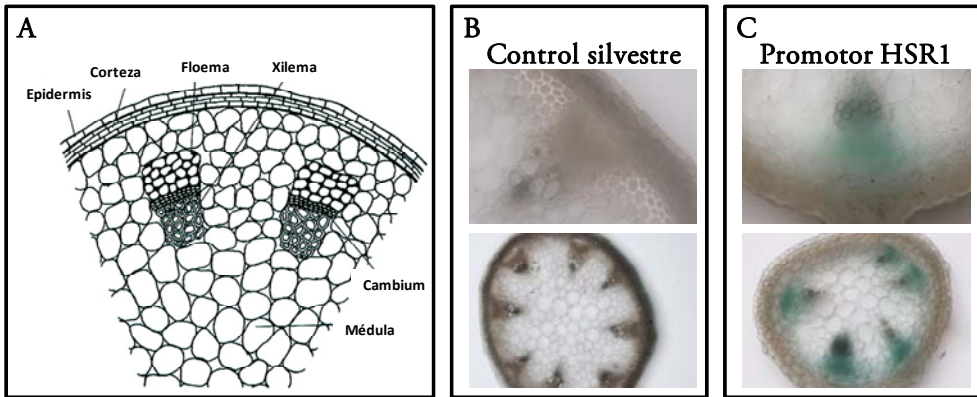 A
Corteza
Floema
Xilema
Epidermis
Cambium
Médula
B
Control silvestre
C
Promotor HSR1